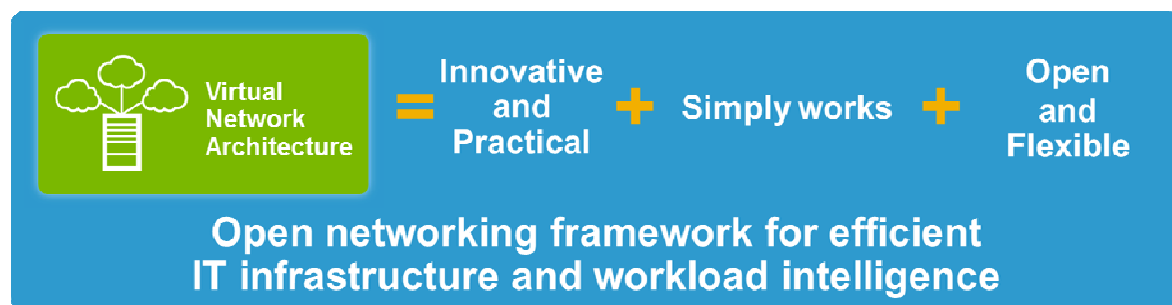 Virtual
Network
Architecture
=
Innovative
and
Practical
+
Simply works
+
Open
and
Flexible
Open networking framework for efficient
IT infrastructure and workload intelligence